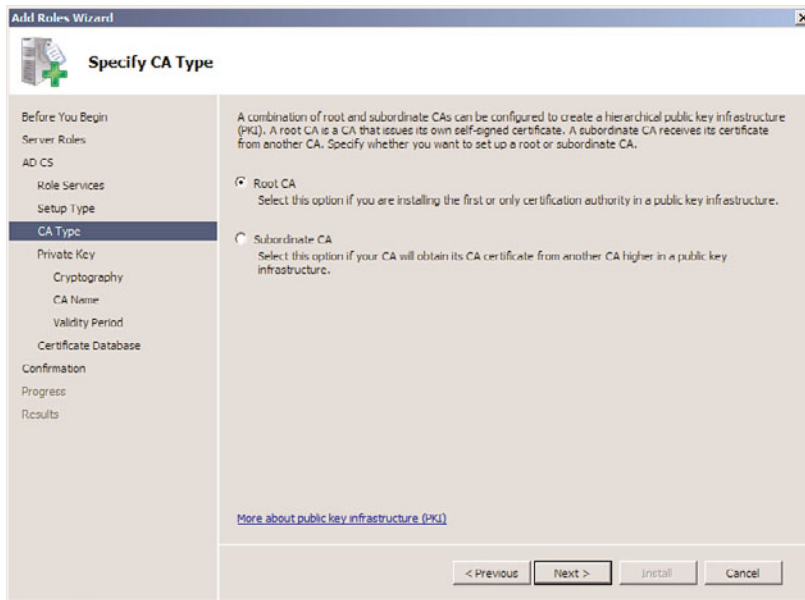 Add Roles Wizard
Specify CA Type
Before You Begin
Server Roles
AD CS
Role Services
Setup Type
CA Type
Private Key
Cryptography
CA Name
Validity Period
Certificate Database
Confirmation
Progress
Results
A combination of root and subordinate CAs can be configured to create a hierarchical public key infrastructure
(PKI). A root CA is a CA that issues its own self-signed certificate. A subordinate CA receives its certificate
from another CA. Specify whether you want to set up a root or subordinate CA.
Root CA
Select this option if you are installing the first or only certification authority in a public key infrastructure.
Subordinate CA
Select this option if your CA will obtain its CA certificate from another CA higher in a public key
infrastructure.
More about public key infrastructure (PKI)
< Previous
Next >
Install
Cancel